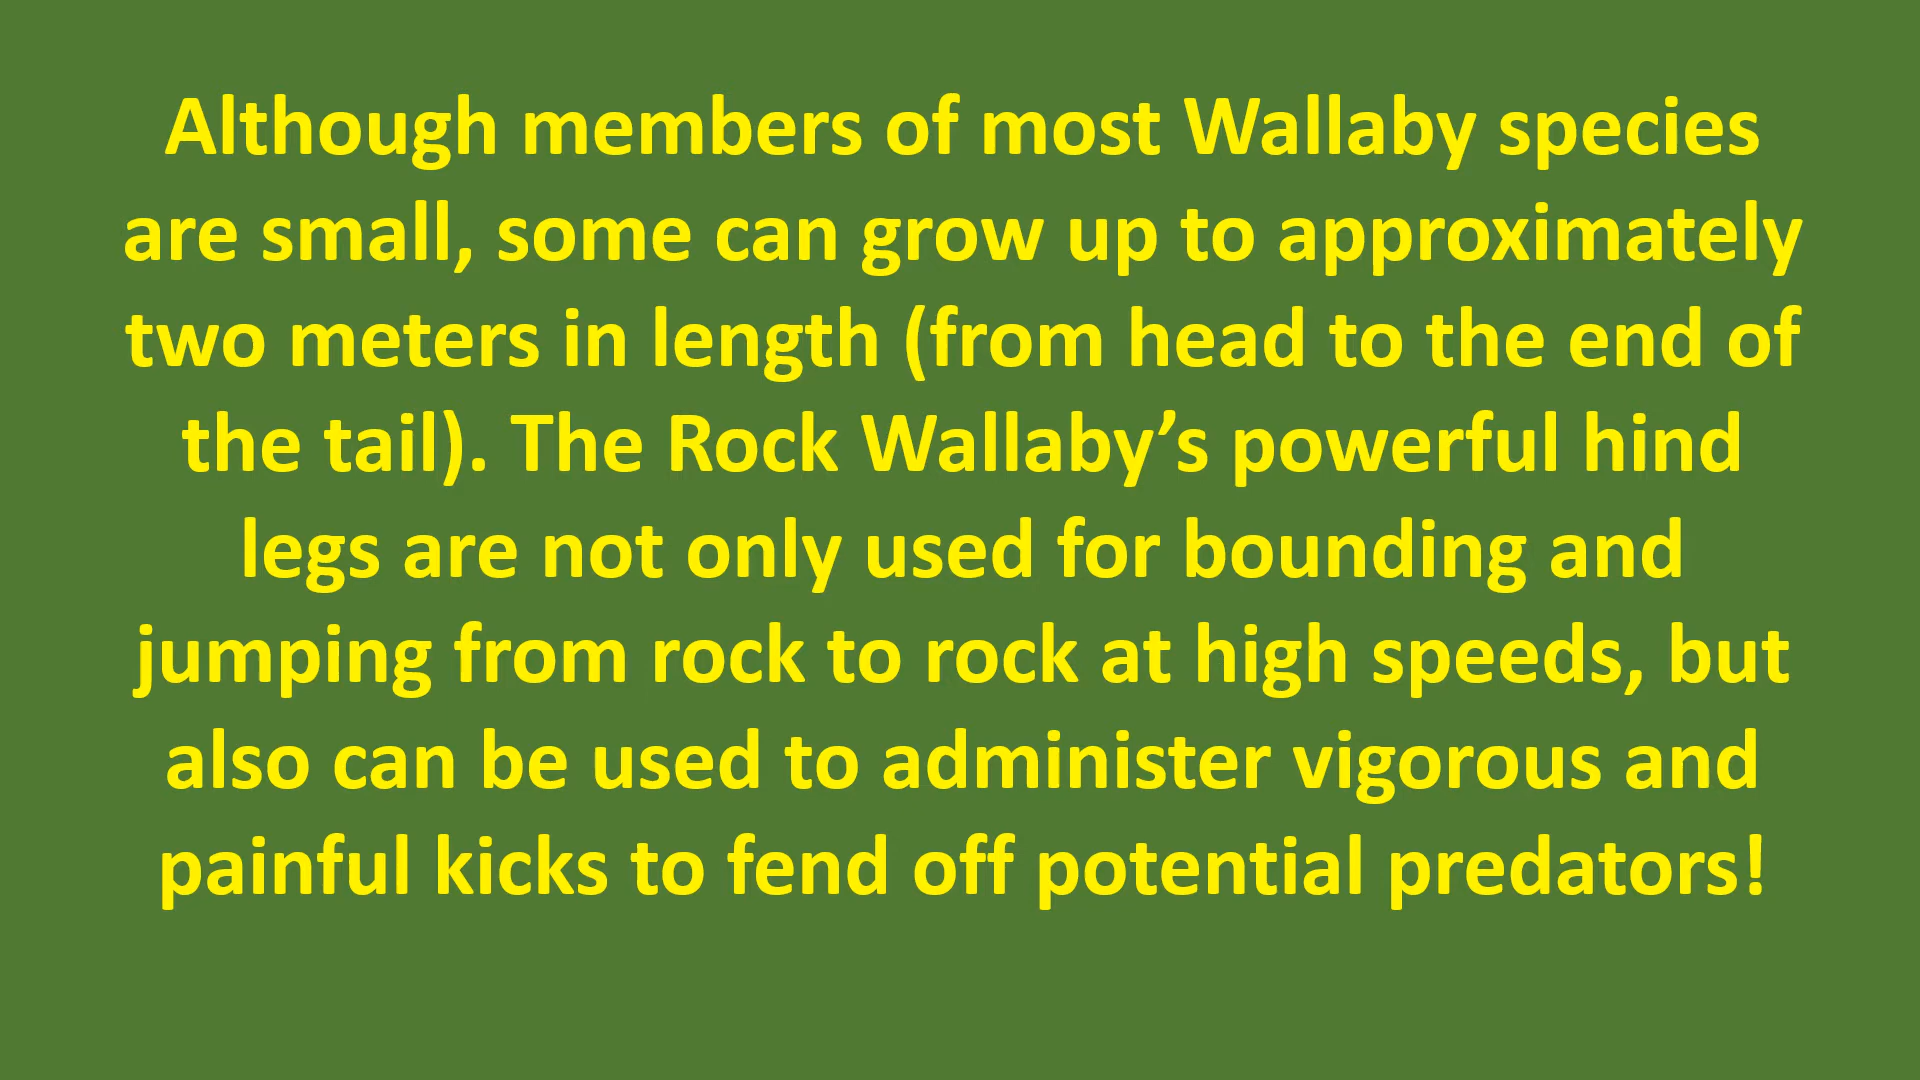 Although members of most Wallaby species
are small, some can grow up to approximately
two meters in length (from head to the end of
the tail). The Rock Wallaby’s powerful hind
legs are not only used for bounding and
jumping from rock to rock at high speeds, but
also can be used to administer vigorous and
painful kicks to fend off potential predators!